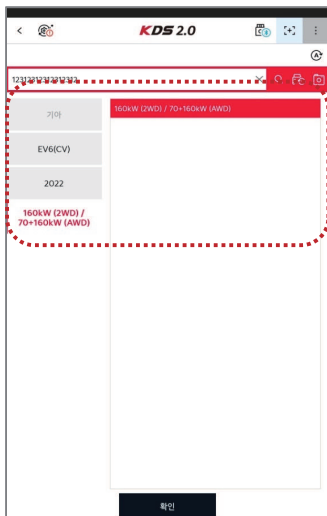 KDS 2.0
12312312312312312
기아
160kW (2WD) / 70+160kW (AWD)
EV6(CV)
2022
160kW (2WD) /
70+160kW (AWD)
확인